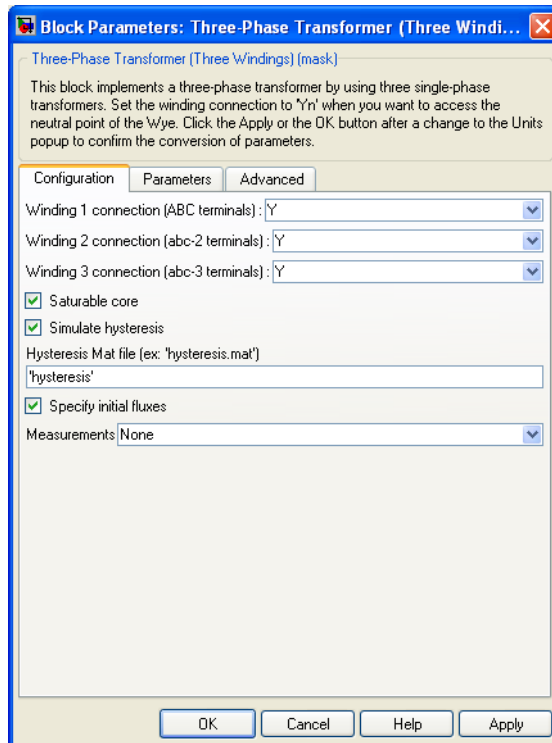 Block Parameters: Three-Phase Transformer (Three Windi...
Three-Phase Transformer (Three Windings) (mask)
This block implements a three-phase transformer by using three single-phase
transformers. Set the winding connection to 'Yn' when you want to access the
neutral point of the Wye. Click the Apply or the OK button after a change to the Units
popup to confirm the conversion of parameters.
Configuration Parameters Advanced
Winding 1 connection (ABC terminals) : Y
Winding 2 connection (abc-2 terminals) : Y
Winding 3 connection (abc-3 terminals) : Y
Saturable core
Simulate hysteresis
Hysteresis Mat file (ex: 'hysteresis.mat')
'hysteresis'
Specify initial fluxes
Measurements None
OK Cancel Help Apply